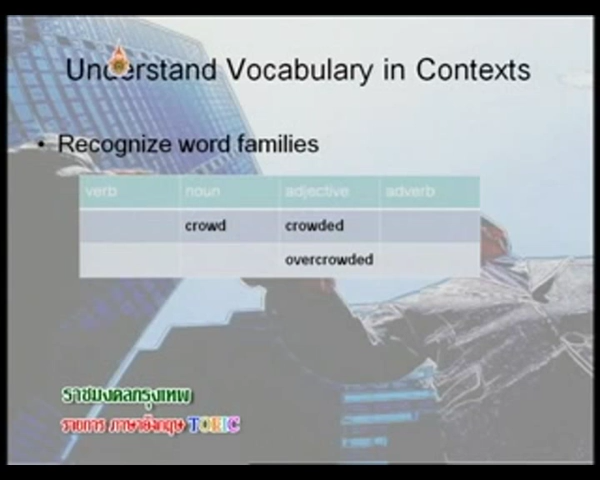 Understand Vocabulary in Contexts
• Recognize word families
verb noun adjective adverb
crowd crowded
overcrowded
ราชมงคลกรุงเทพ
รายการ ภาษาอังกฤษ TOEIC